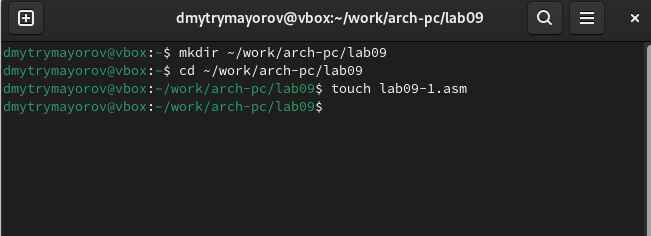 dmytrymayorov@vbox:~/work/arch-pc/lab09
dmytrymayorov@vbox:~$ mkdir ~/work/arch-pc/lab09
dmytrymayorov@vbox:~$ cd ~/work/arch-pc/lab09
dmytrymayorov@vbox:~/work/arch-pc/lab09$ touch lab09-1.asm
dmytrymayorov@vbox:~/work/arch-pc/lab09$